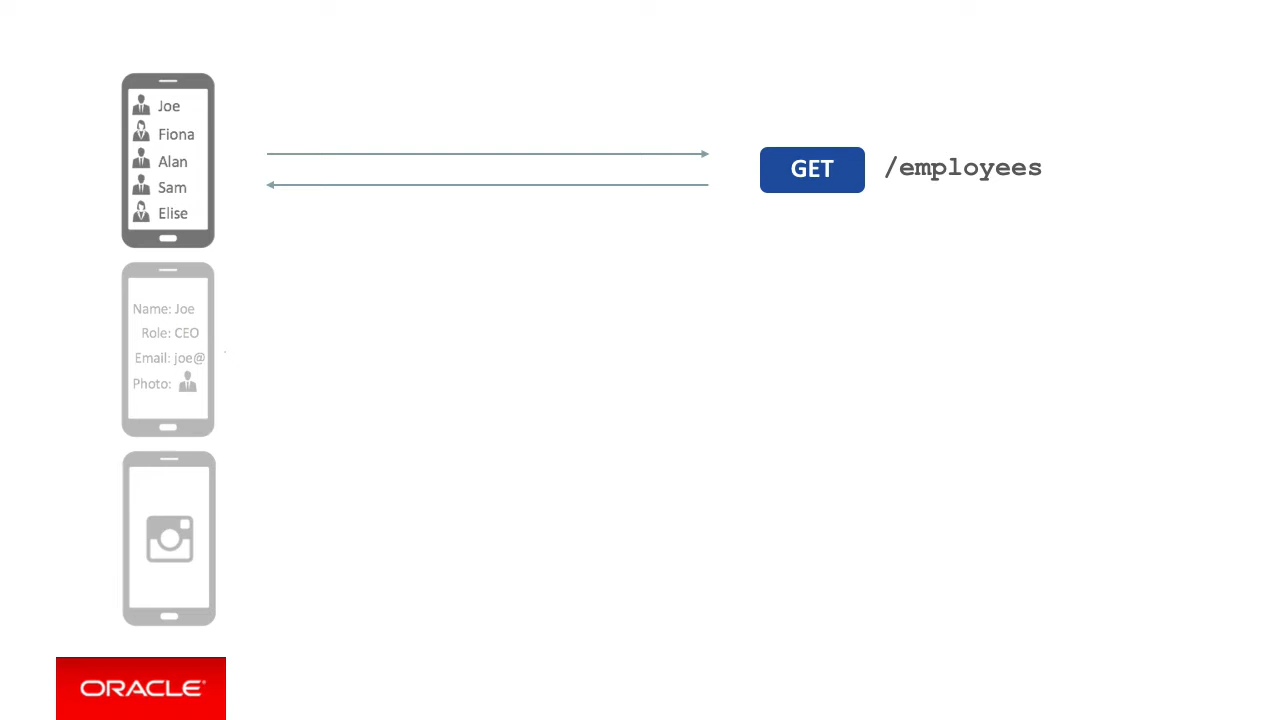 Joe
Fiona
Alan
Sam
Elise
GET /employees
Name: Joe
Role: CEO
Email: joe@
Photo:
ORACLE®